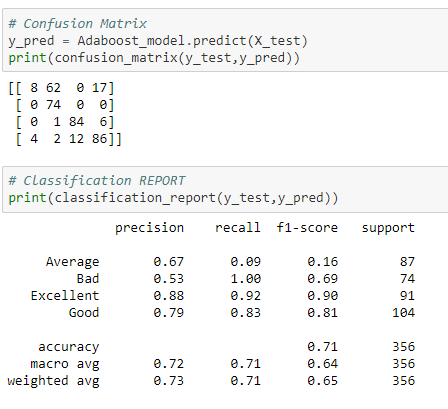 # Confusion Matrix
y_pred = Adaboost_model.predict(X_test)
print(confusion_matrix(y_test,y_pred))
[[ 8 62  0 17]
 [ 0 74  0  0]
 [ 0  1 84  6]
 [ 4  2 12 86]]
# Classification REPORT
print(classification_report(y_test,y_pred))
precision    recall  f1-score   support
Average       0.67      0.09      0.16        87
Bad       0.53      1.00      0.69        74
Excellent       0.88      0.92      0.90        91
Good       0.79      0.83      0.81       104
accuracy                           0.71       356
macro avg       0.72      0.71      0.64       356
weighted avg       0.73      0.71      0.65       356